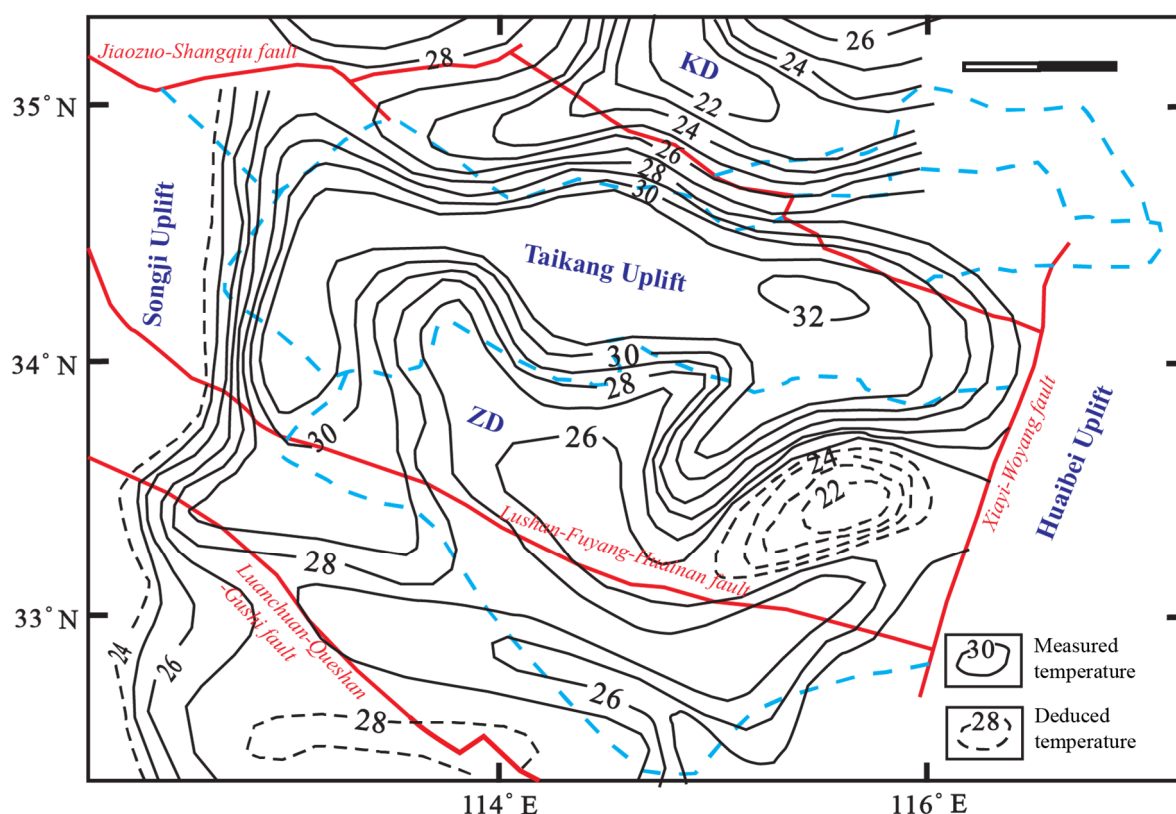 Jiaozuo-Shangqiu fault
28
26
24
KD
22
35° N
24
26
28
30
Songji Uplift
Taikang Uplift
32
34° N
30
28
ZD
26
30
24
22
Xiayi-Woyang fault
Huaibei Uplift
Lushan-Fuyang-Huainan fault
28
Luanchuan-Queshan
-Gushi fault
33° N
24
26
26
28
30
Measured
temperature
28
Deduced
temperature
114° E
116° E